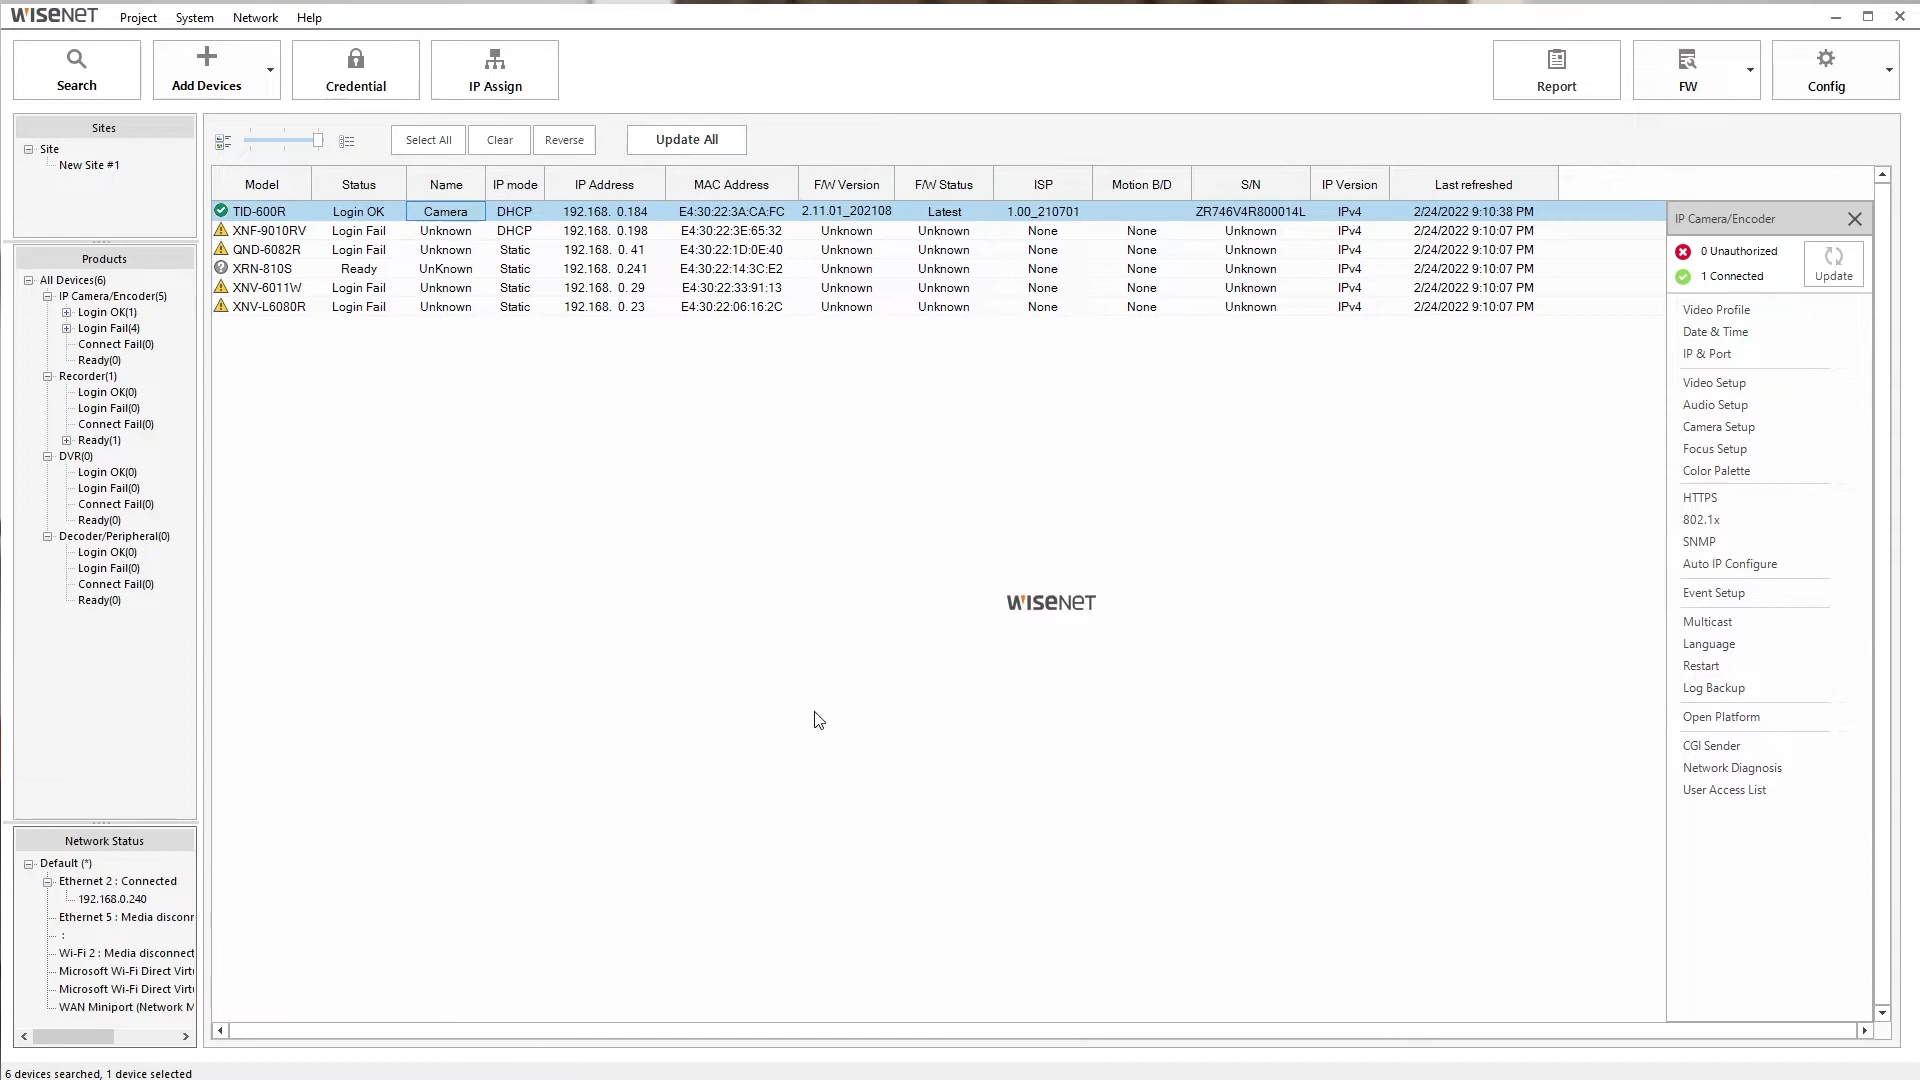 WISENET Project System Network Help
Search
Add Devices
Credential
IP Assign
Report
FW
Config
Sites
Site
New Site #1
Products
All Devices(6)
IP Camera/Encoder(5)
Login OK(1)
Login Fail(4)
Connect Fail(0)
Ready(0)
Recorder(1)
Login OK(0)
Login Fail(0)
Connect Fail(0)
Ready(1)
DVR(0)
Login OK(0)
Login Fail(0)
Connect Fail(0)
Ready(0)
Decoder/Peripheral(0)
Login OK(0)
Login Fail(0)
Connect Fail(0)
Ready(0)
Network Status
Default (*)
Ethernet 2 : Connected
192.168.0.240
Ethernet 5 : Media disconr
:
Wi-Fi 2 : Media disconnect
Microsoft Wi-Fi Direct Virt
Microsoft Wi-Fi Direct Virt
WAN Miniport (Network M
Select All Clear Reverse Update All
Model Status Name IP mode IP Address MAC Address F/W Version F/W Status ISP Motion B/D S/N IP Version Last refreshed
TID-600R Login OK Camera DHCP 192.168. 0.184 E4:30:22:3A:CA:FC 2.11.01_202108 Latest 1.00_210701 ZR746V4R800014L IPv4 2/24/2022 9:10:38 PM
XNF-9010RV Login Fail Unknown DHCP 192.168. 0.198 E4:30:22:3E:65:32 Unknown Unknown None None Unknown IPv4 2/24/2022 9:10:07 PM
QND-6082R Login Fail Unknown Static 192.168. 0. 41 E4:30:22:1D:0E:40 Unknown Unknown None None Unknown IPv4 2/24/2022 9:10:07 PM
XRN-810S Ready UnKnown Static 192.168. 0.241 E4:30:22:14:3C:E2 Unknown Unknown None None Unknown IPv4 2/24/2022 9:10:07 PM
XNV-6011W Login Fail Unknown Static 192.168. 0. 29 E4:30:22:33:91:13 Unknown Unknown None None Unknown IPv4 2/24/2022 9:10:07 PM
XNV-L6080R Login Fail Unknown Static 192.168. 0. 23 E4:30:22:06:16:2C Unknown Unknown None None Unknown IPv4 2/24/2022 9:10:07 PM
WISENET
IP Camera/Encoder
0 Unauthorized
1 Connected
Update
Video Profile
Date & Time
IP & Port
Video Setup
Audio Setup
Camera Setup
Focus Setup
Color Palette
HTTPS
802.1x
SNMP
Auto IP Configure
Event Setup
Multicast
Language
Restart
Log Backup
Open Platform
CGI Sender
Network Diagnosis
User Access List
6 devices searched, 1 device selected